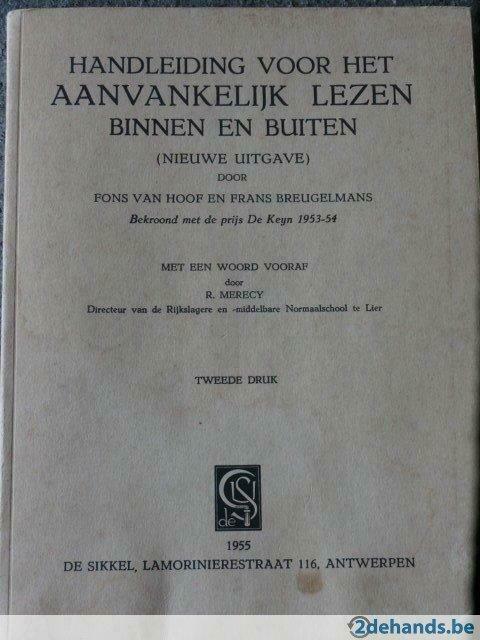 HANDLEIDING VOOR HET
AANVANKELIJK LEZEN
BINNEN EN BUITEN
(NIEUWE UITGAVE)
DOOR
FONS VAN HOOF EN FRANS BREUGELMANS
Bekroond met de prijs De Keyn 1953-54
MET EEN WOORD VOORAF
door
R. MERECY
Directeur van de Rijkslagere en -middelbare Normaalschool te Lier
TWEEDE DRUK
de
1955
DE SIKKEL, LAMORINIERESTRAAT 116, ANTWERPEN
2dehands.be